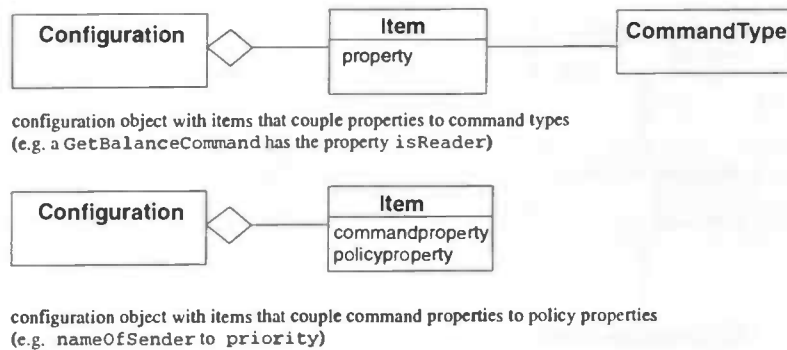 Configuration
Item
CommandType
property
configuration object with items that couple properties to command types
(e.g. a GetBalanceCommand has the property isReader)
Configuration
Item
commandproperty
policyproperty
configuration object with items that couple command properties to policy properties
(e.g. nameOfSender to priority)